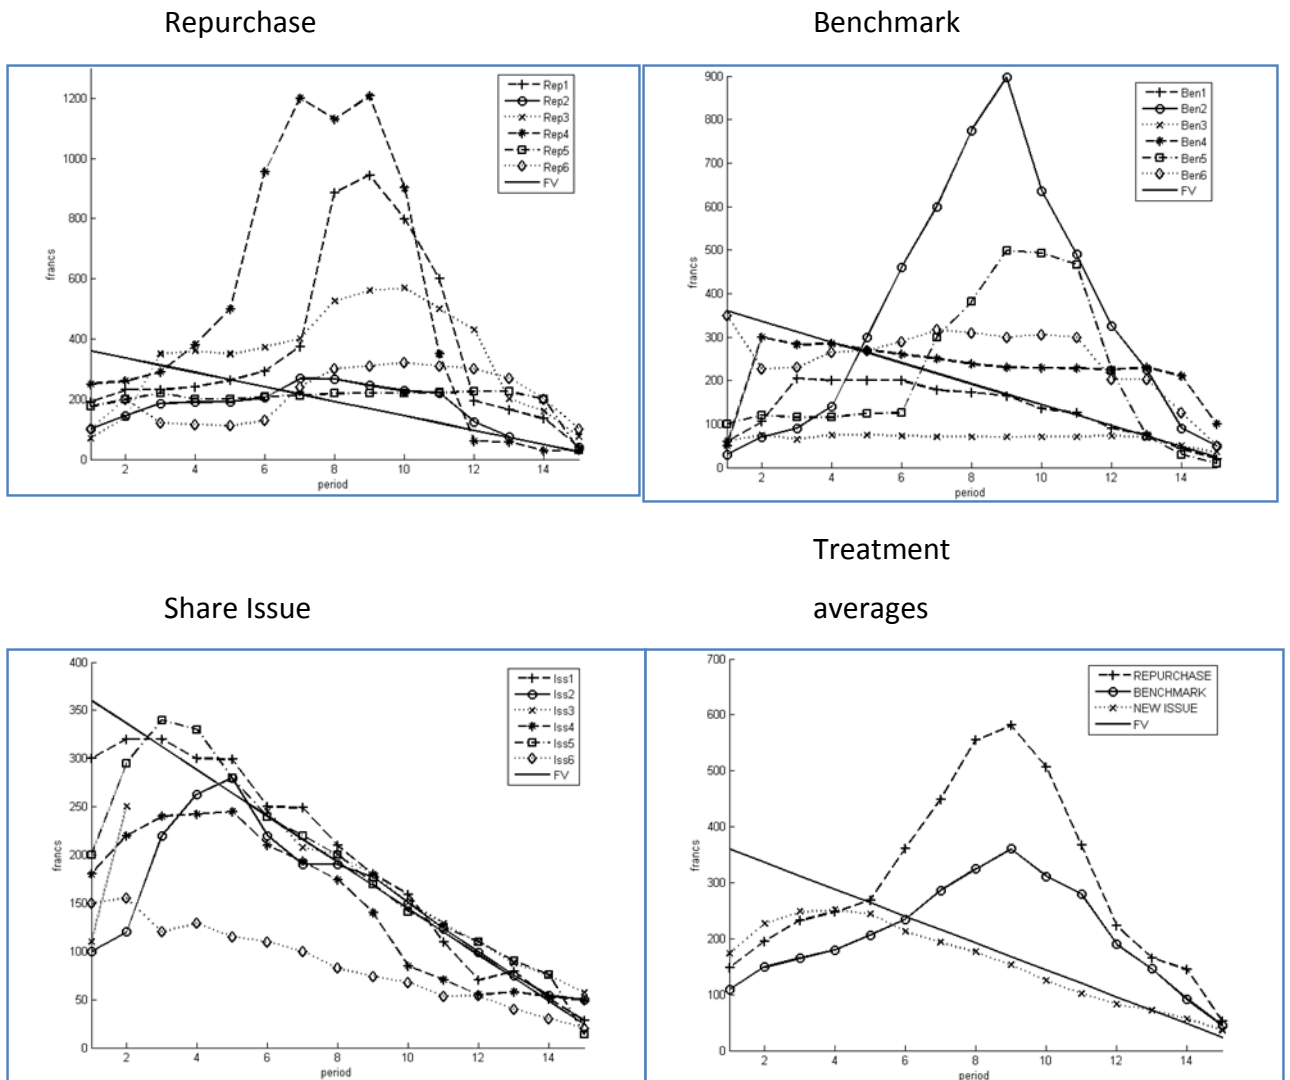 Repurchase
1200
1000
800
600
400
200
0
francs
2 4 6 8 10 12 14
period
Rep1
Rep2
Rep3
Rep4
Rep5
Rep6
FV
Benchmark
900
800
700
600
500
400
300
200
100
0
francs
2 4 6 8 10 12 14
period
Ben1
Ben2
Ben3
Ben4
Ben5
Ben6
FV
Share Issue
400
350
300
250
200
150
100
50
0
francs
2 4 6 8 10 12 14
period
Iss1
Iss2
Iss3
Iss4
Iss5
Iss6
FV
Treatment
averages
700
600
500
400
300
200
100
0
francs
2 4 6 8 10 12 14
period
REPURCHASE
BENCHMARK
NEW ISSUE
FV